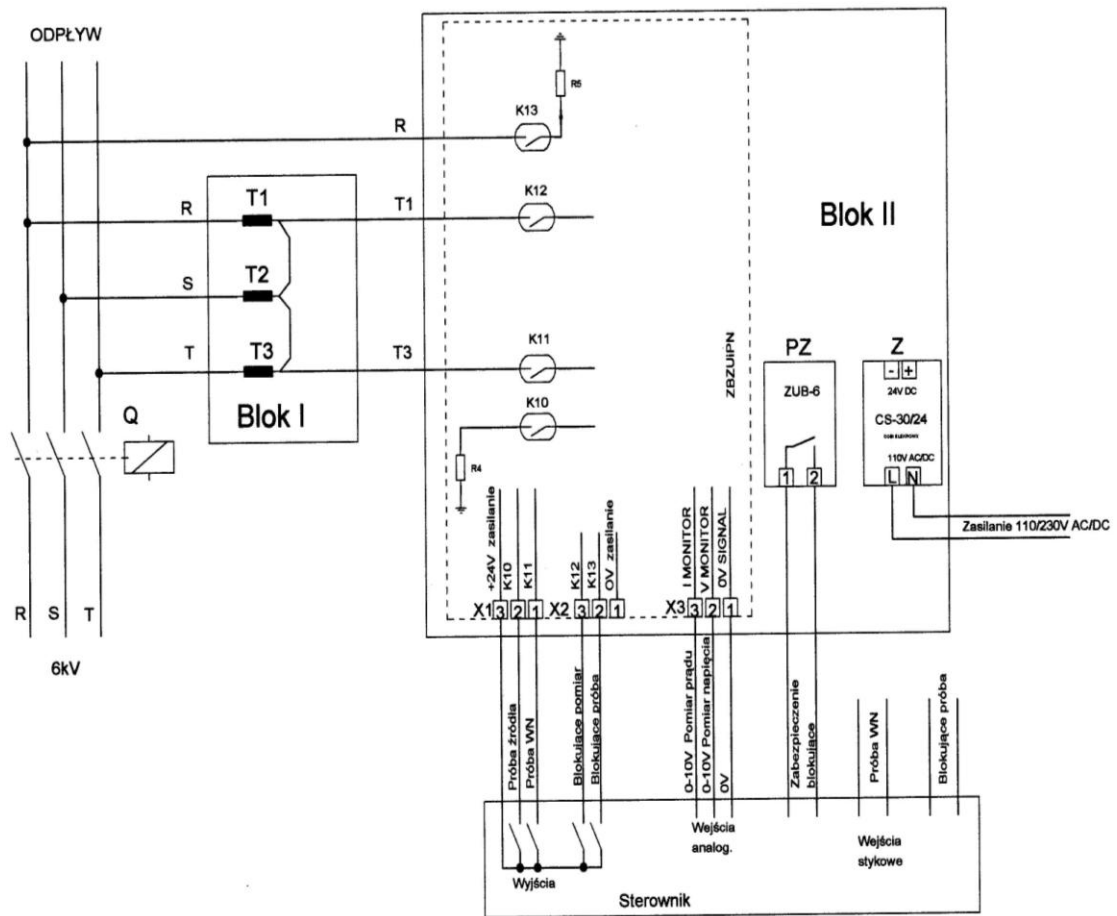 ODPŁYW
R5
K13
R
T1
K12
R
T1
Blok II
T2
S
ZBZUiPN
K11
PZ
Z
T3
T
T3
- +
ZUB-6
24V DC
K10
CS-30/24
Blok I
Q
110V AC/DC
R4
1 2
L N
Zasilanie 110/230V AC/DC
+24V zasilanie
K10
K11
K12
K13
OV zasilanie
I MONITOR
V MONITOR
0V SIGNAL
X1 3 2 1
X2 3 2 1
X3 3 2 1
R S T
6kV
Próba źródła
Próba WN
Blokujące pomiar
Blokujące próba
0-10V Pomiar prądu
0-10V Pomiar napięcia
0V
Zabezpieczenie
blokujące
Próba WN
Blokujące próba
Wejścia
analog.
Wejścia
stykowe
Wyjścia
Sterownik